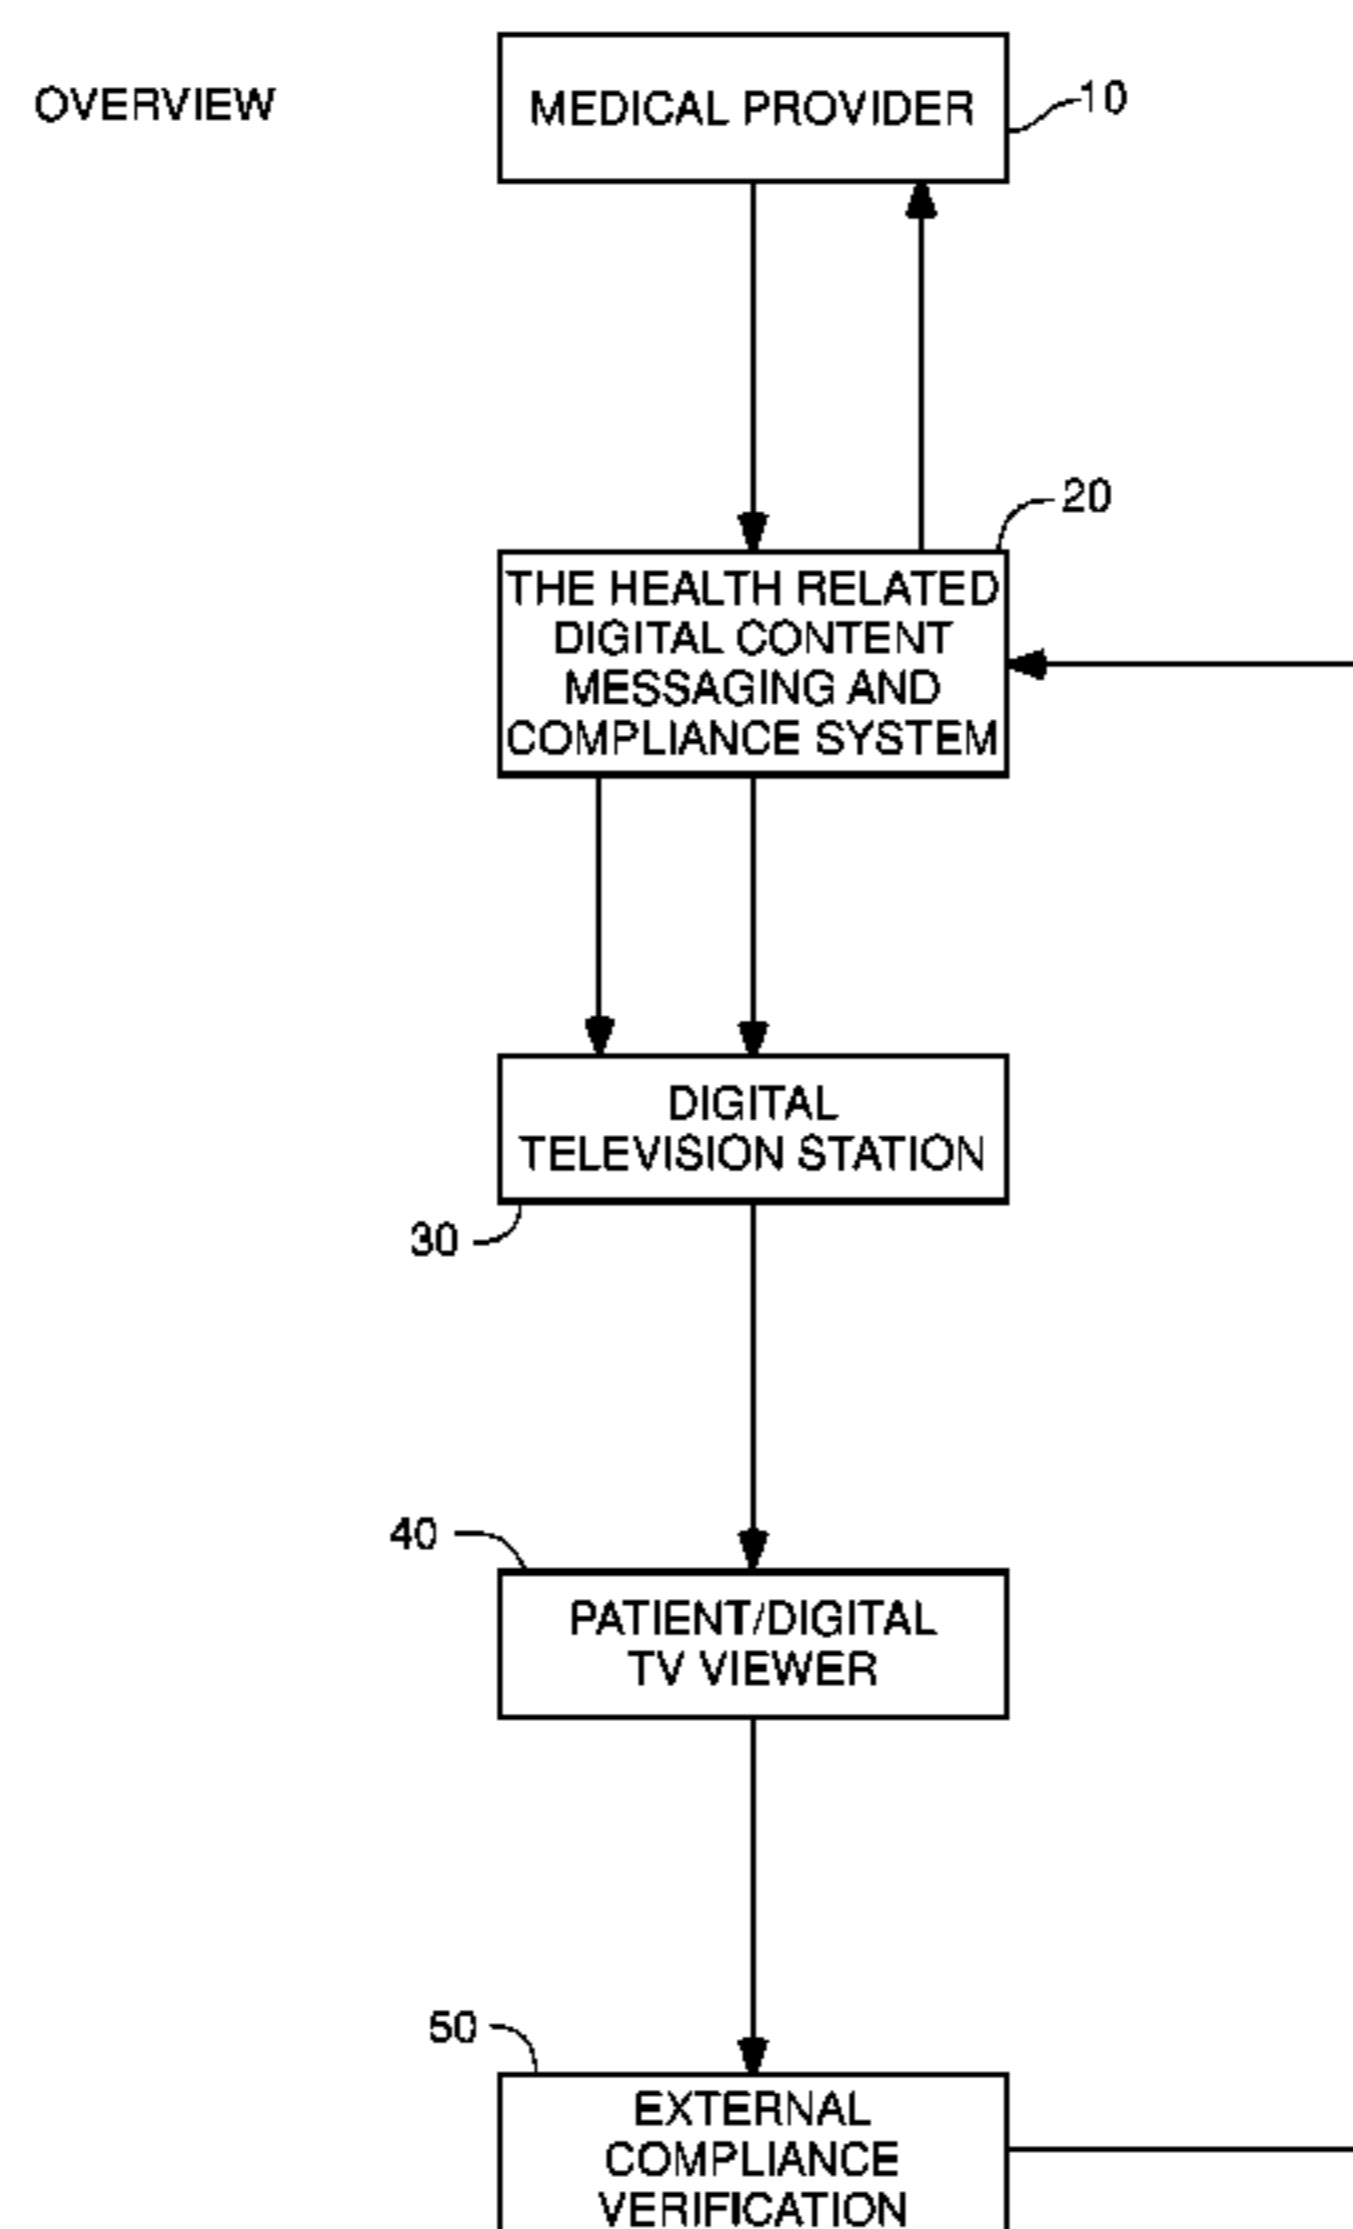 OVERVIEW
MEDICAL PROVIDER
10
20
THE HEALTH RELATED
DIGITAL CONTENT
MESSAGING AND
COMPLIANCE SYSTEM
DIGITAL
TELEVISION STATION
30
40
PATIENT/DIGITAL
TV VIEWER
50
EXTERNAL
COMPLIANCE
VERIFICATION